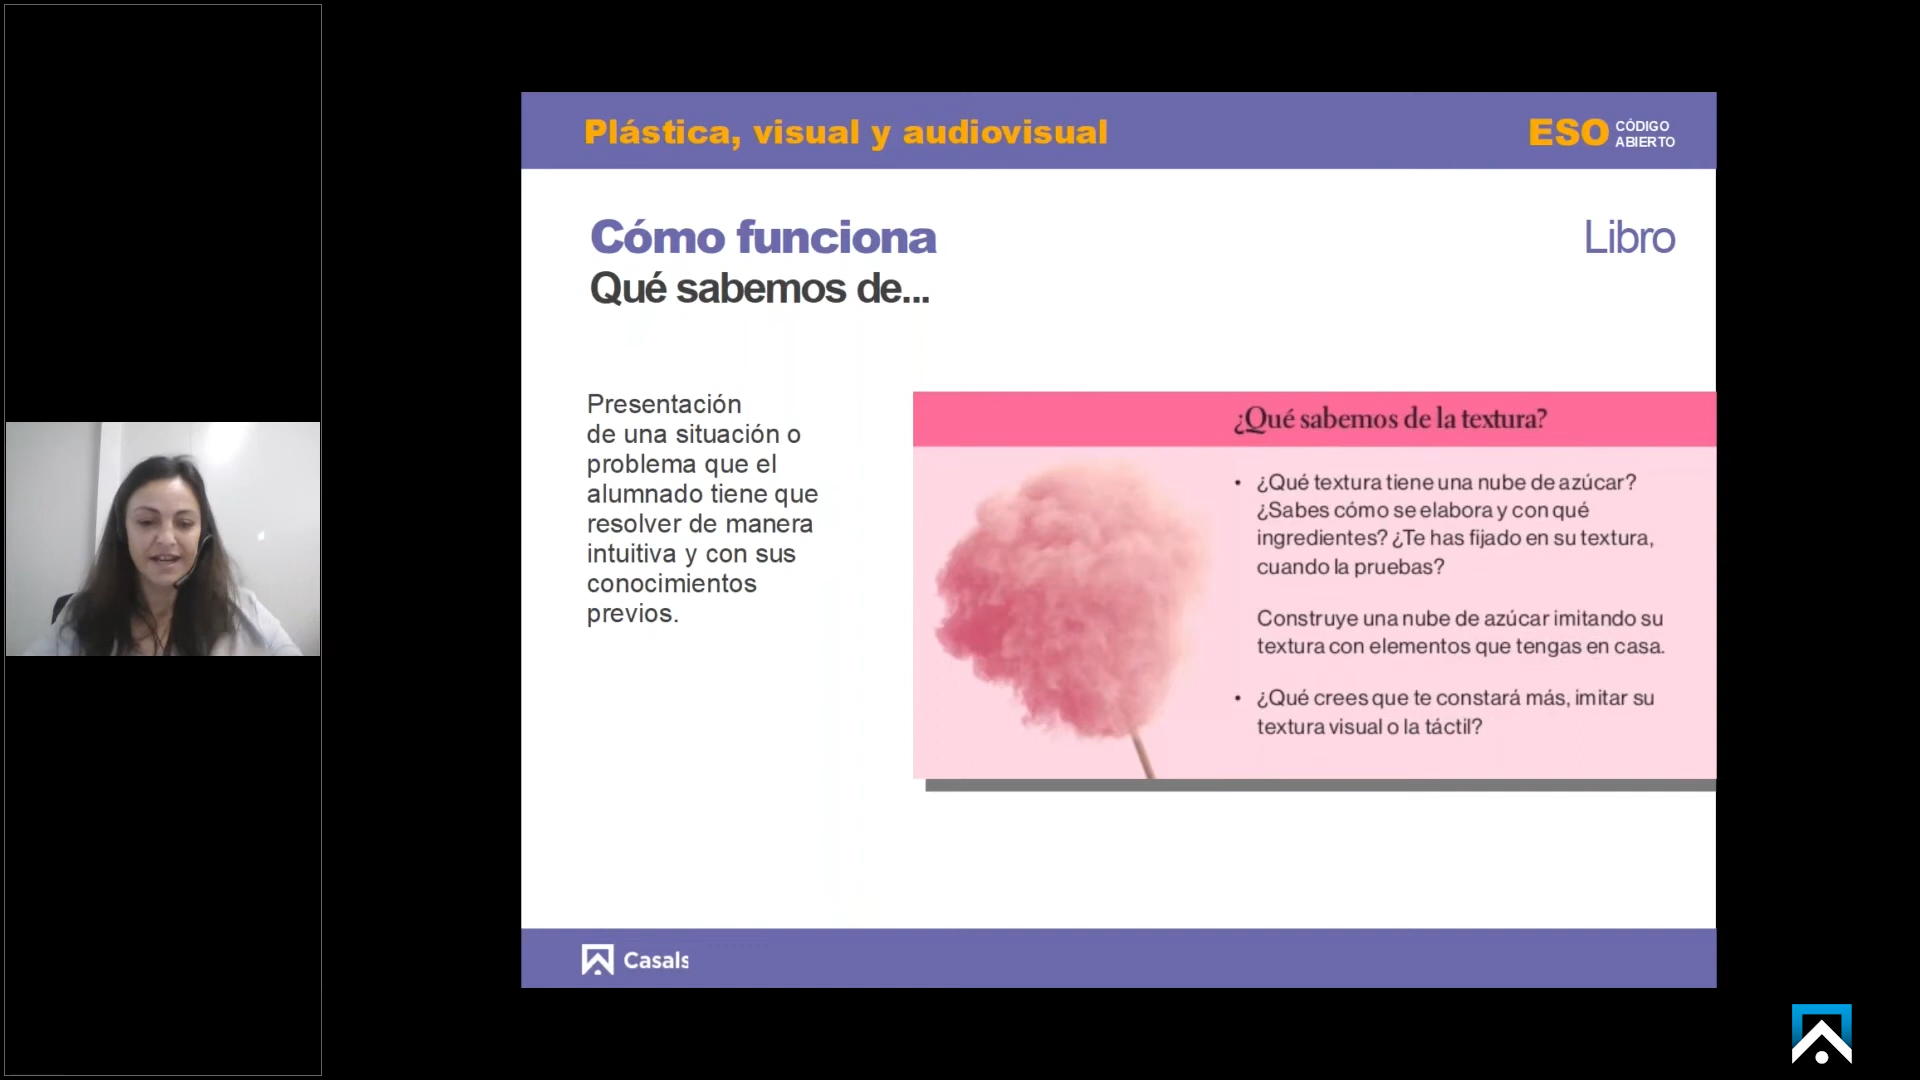 Plástica, visual y audiovisual
ESO CÓDIGO
ABIERTO
Cómo funciona
Libro
Qué sabemos de...
Presentación
de una situación o
problema que el
alumnado tiene que
resolver de manera
intuitiva y con sus
conocimientos
previos.
¿Qué sabemos de la textura?
• ¿Qué textura tiene una nube de azúcar?
¿Sabes cómo se elabora y con qué
ingredientes? ¿Te has fijado en su textura,
cuando la pruebas?
Construye una nube de azúcar imitando su
textura con elementos que tengas en casa.
• ¿Qué crees que te constará más, imitar su
textura visual o la táctil?
Casals